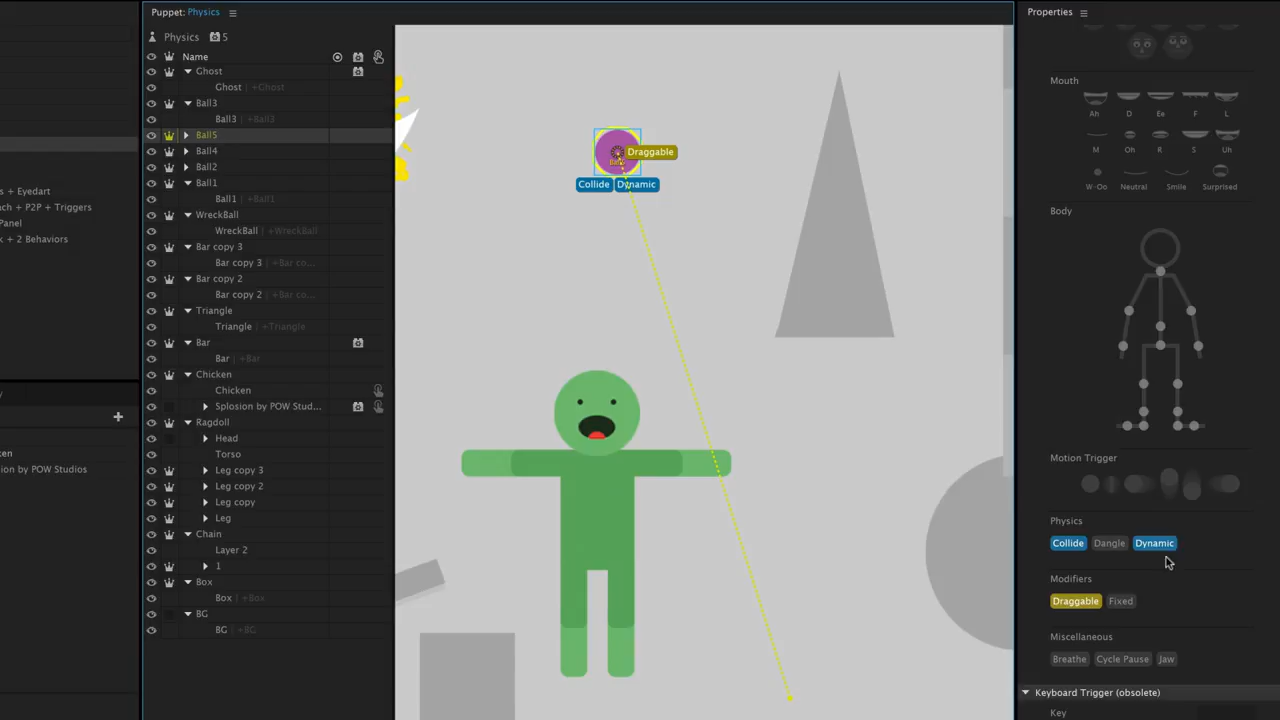 Puppet: Physics
Physics 5
Name
Ghost
Ghost | +Ghost
Ball3
Ball3 | +Ball3
Ball5
Ball4
Ball2
Ball1
Ball1 | +Ball1
WreckBall
WreckBall | +WreckBall
Bar copy 3
Bar copy 3 | +Bar co...
Bar copy 2
Bar copy 2 | +Bar co...
Triangle
Triangle | +Triangle
Bar
Bar | +Bar
Chicken
Chicken
Splosion by POW Stud...
Ragdoll
Head
Torso
Leg copy 3
Leg copy 2
Leg copy
Leg
Chain
Layer 2
1
Box
Box | +Box
BG
BG | +BG
s + Eyedart
ach + P2P + Triggers
Panel
k + 2 Behaviors
ken
sion by POW Studios
Draggable
Collide Dynamic
Properties
Mouth
Ah D Ee F L
M Oh R S Uh
W-Oo Neutral Smile Surprised
Body
Motion Trigger
Physics
Collide Dangle Dynamic
Modifiers
Draggable Fixed
Miscellaneous
Breathe Cycle Pause Jaw
Keyboard Trigger (obsolete)
Key